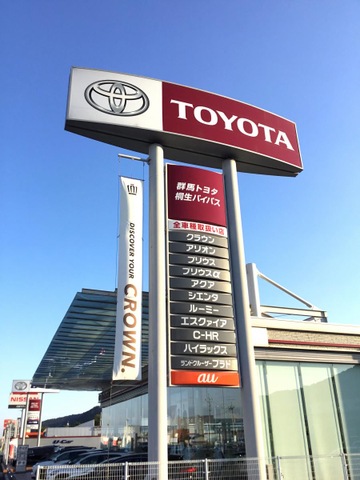 TOYOTA
群馬トヨタ
桐生バイパス
全車種取扱い店
クラウン
アリオン
プリウス
プリウスα
アクア
シエンタ
ルーミー
エスクァイア
C-HR
ハイラックス
ランドクルーザープラド
au
DISCOVER YOUR
CROWN.
NISS
U-Car